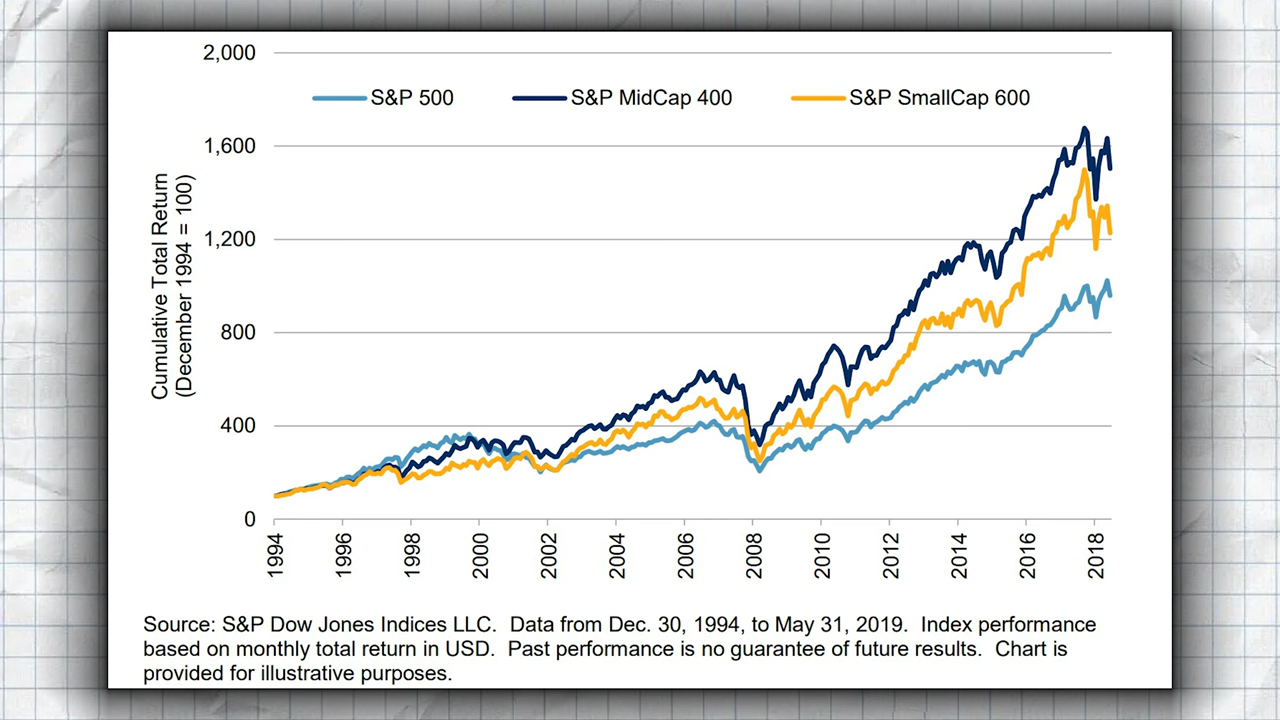 2,000
S&P 500 S&P MidCap 400 S&P SmallCap 600
1,600
1,200
800
400
0
Cumulative Total Return
(December 1994 = 100)
1994 1996 1998 2000 2002 2004 2006 2008 2010 2012 2014 2016 2018
Source: S&P Dow Jones Indices LLC. Data from Dec. 30, 1994, to May 31, 2019. Index performance
based on monthly total return in USD. Past performance is no guarantee of future results. Chart is
provided for illustrative purposes.